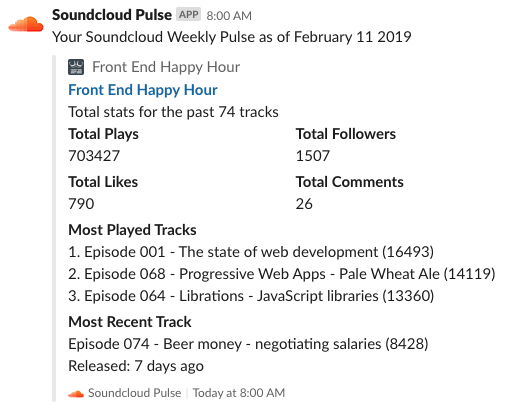 Soundcloud Pulse APP 8:00 AM
Your Soundcloud Weekly Pulse as of February 11 2019
Front End Happy Hour
Front End Happy Hour
Total stats for the past 74 tracks
Total Plays Total Followers
703427 1507
Total Likes Total Comments
790 26
Most Played Tracks
1. Episode 001 - The state of web development (16493)
2. Episode 068 - Progressive Web Apps - Pale Wheat Ale (14119)
3. Episode 064 - Librations - JavaScript libraries (13360)
Most Recent Track
Episode 074 - Beer money - negotiating salaries (8428)
Released: 7 days ago
Soundcloud Pulse | Today at 8:00 AM